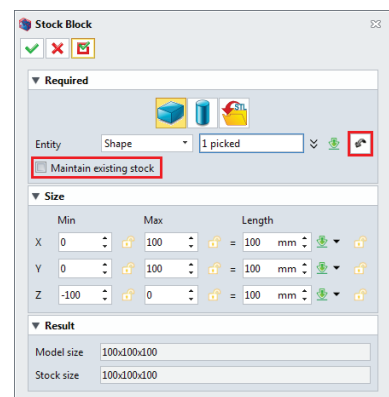 Stock Block
Required
STL
Entity Shape 1 picked
Maintain existing stock
Size
Min Max Length
X 0 100 = 100 mm
Y 0 100 = 100 mm
Z -100 0 = 100 mm
Result
Model size 100x100x100
Stock size 100x100x100